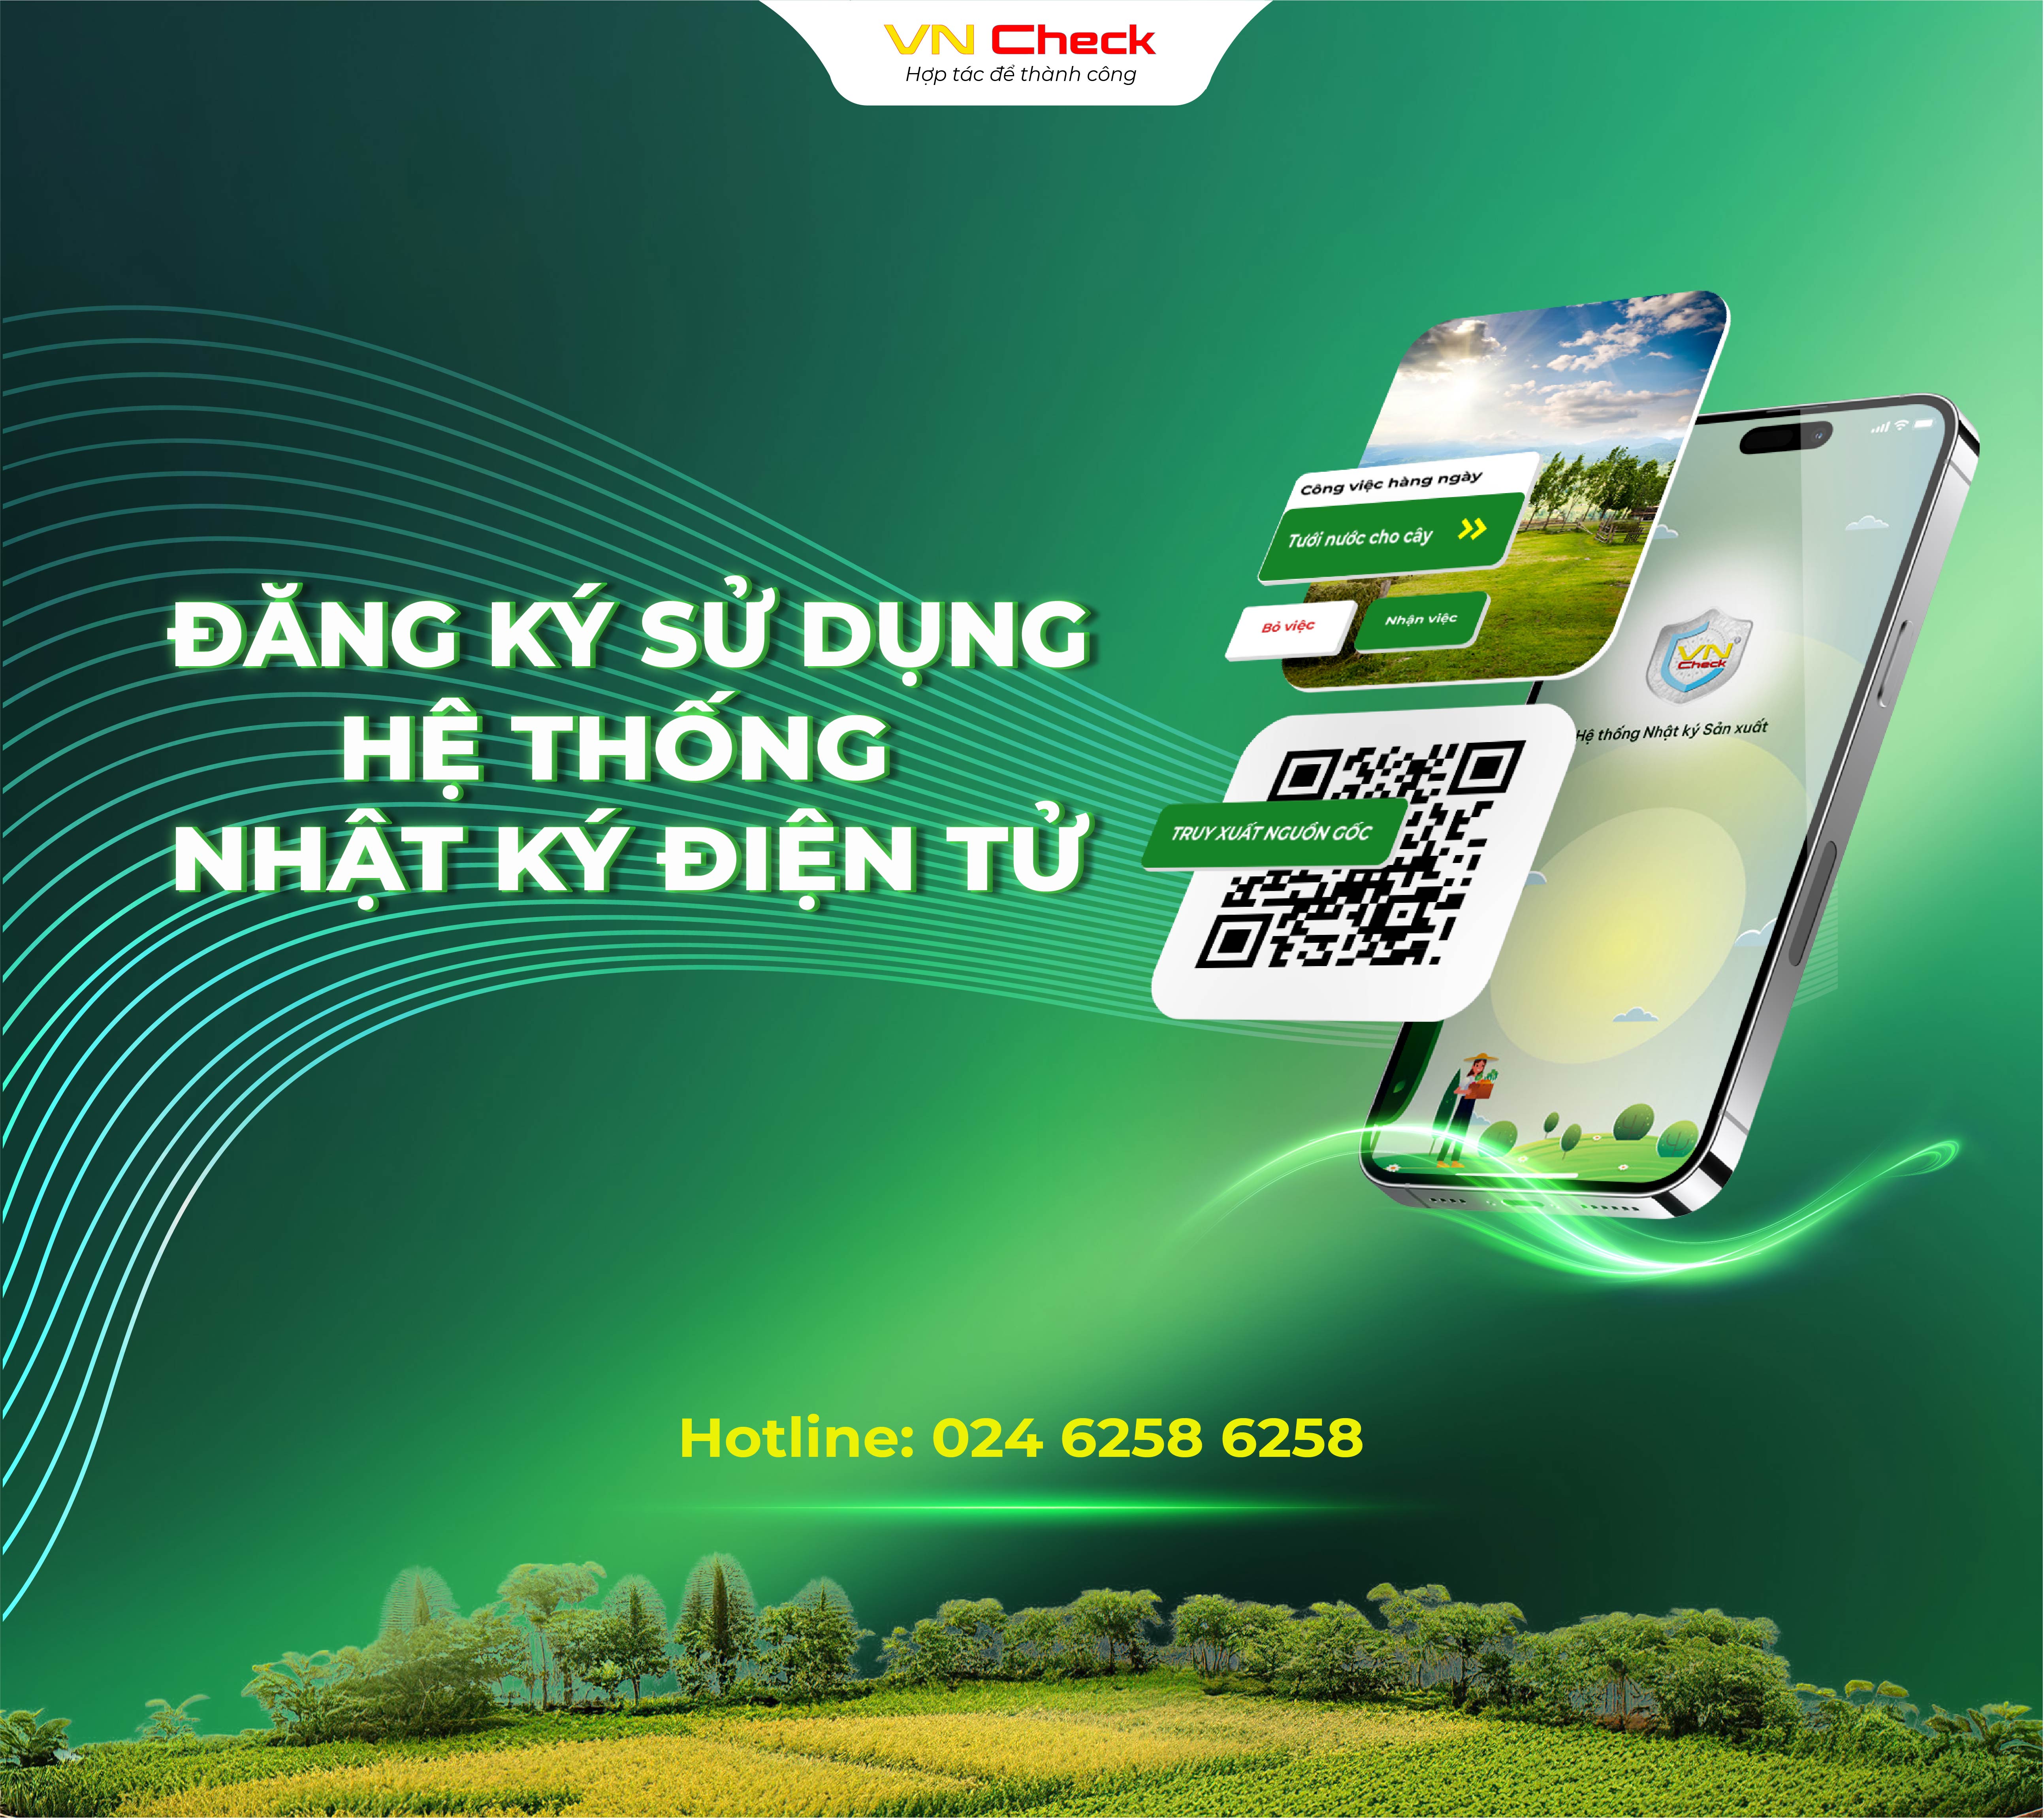 VN Check
Hợp tác để thành công
Công việc hàng ngày
Tưới nước cho cây
Bỏ việc
Nhận việc
VN
Check
Hệ thống Nhật ký Sản xuất
ĐĂNG KÝ SỬ DỤNG
HỆ THỐNG
NHẬT KÝ ĐIỆN TỬ
TRUY XUẤT NGUỒN GỐC
Hotline: 024 6258 6258